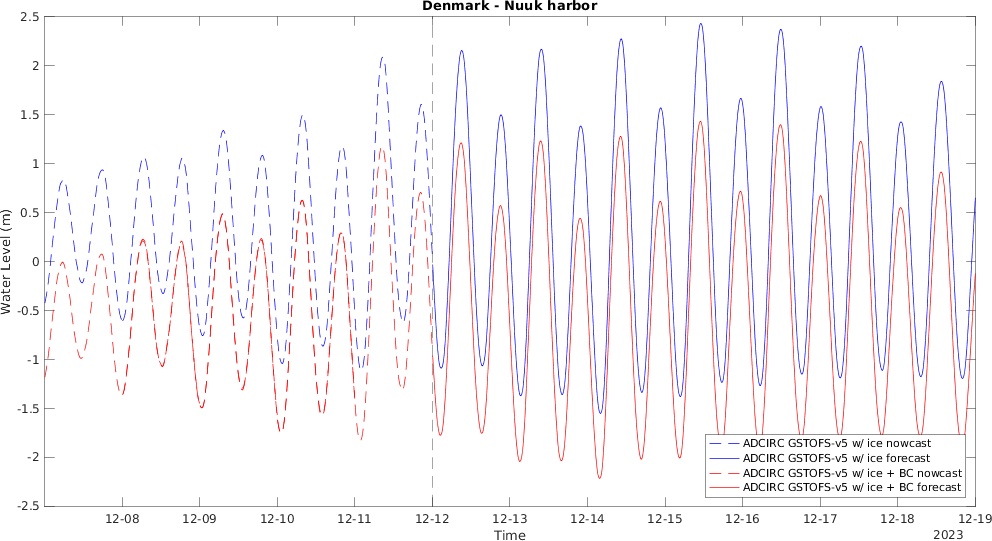 Denmark - Nuuk harbor
2.5
2
1.5
1
0.5
0
-0.5
-1
-1.5
-2
-2.5
Water Level (m)
ADCIRC GSTOFS-v5 w/ ice nowcast
ADCIRC GSTOFS-v5 w/ ice forecast
ADCIRC GSTOFS-v5 w/ ice + BC nowcast
ADCIRC GSTOFS-v5 w/ ice + BC forecast
12-08 12-09 12-10 12-11 12-12 12-13 12-14 12-15 12-16 12-17 12-18 12-19
Time
2023